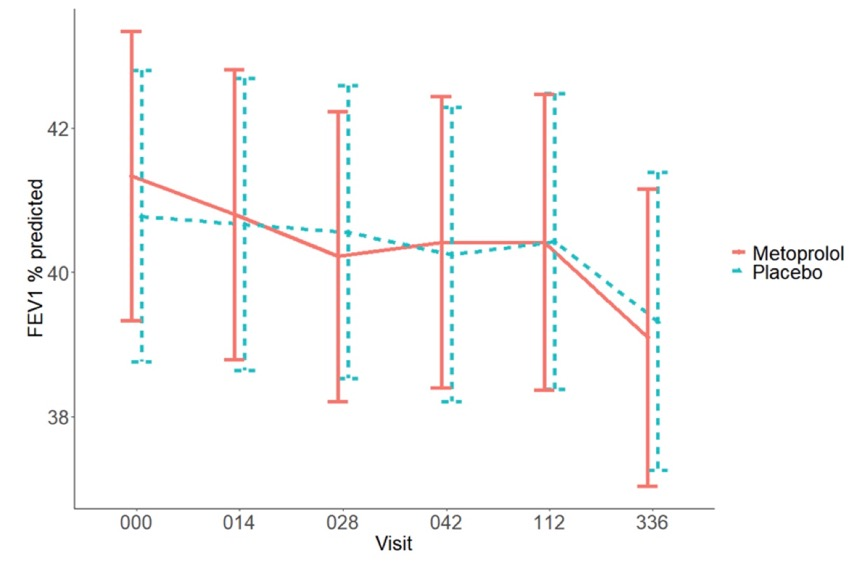 FEV1 % predicted
42
40
38
000 014 028 042 112 336
Visit
Metoprolol
Placebo